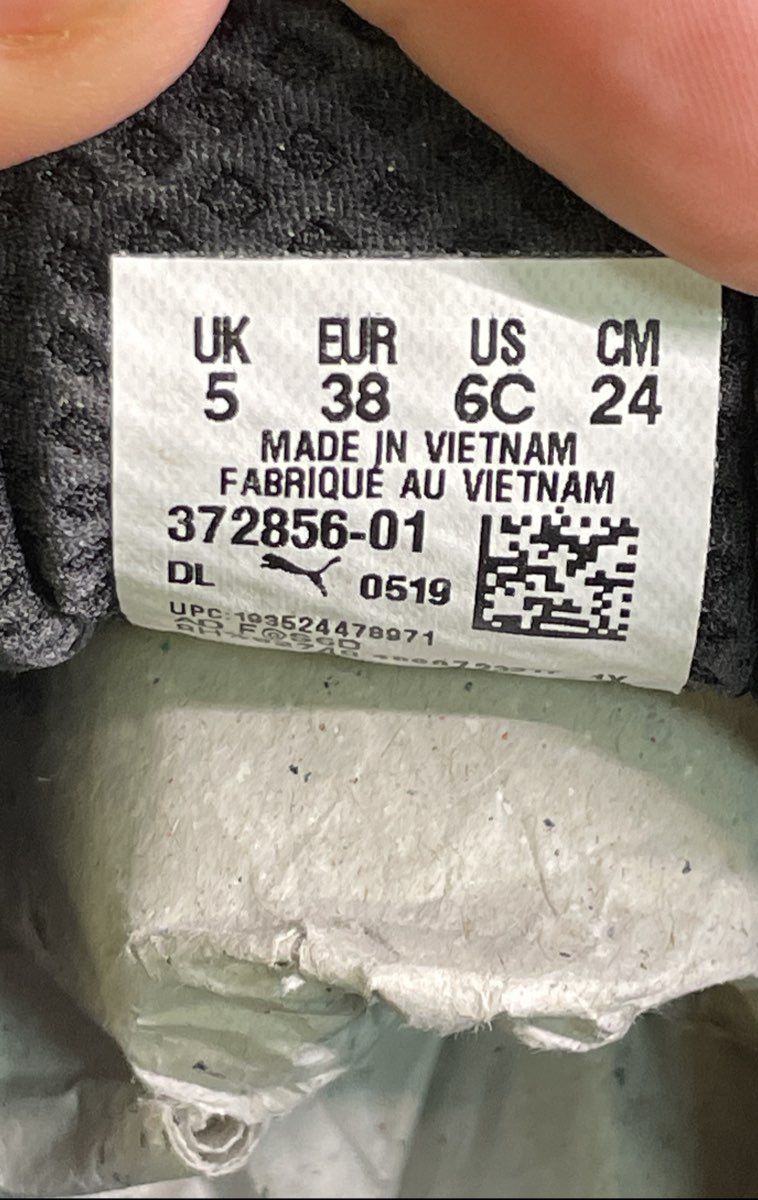 UK EUR US CM
5 38 6C 24
MADE IN VIETNAM
FABRIQUÉ AU VIETNAM
372856-01
DL 0519
UPC: 193524478971